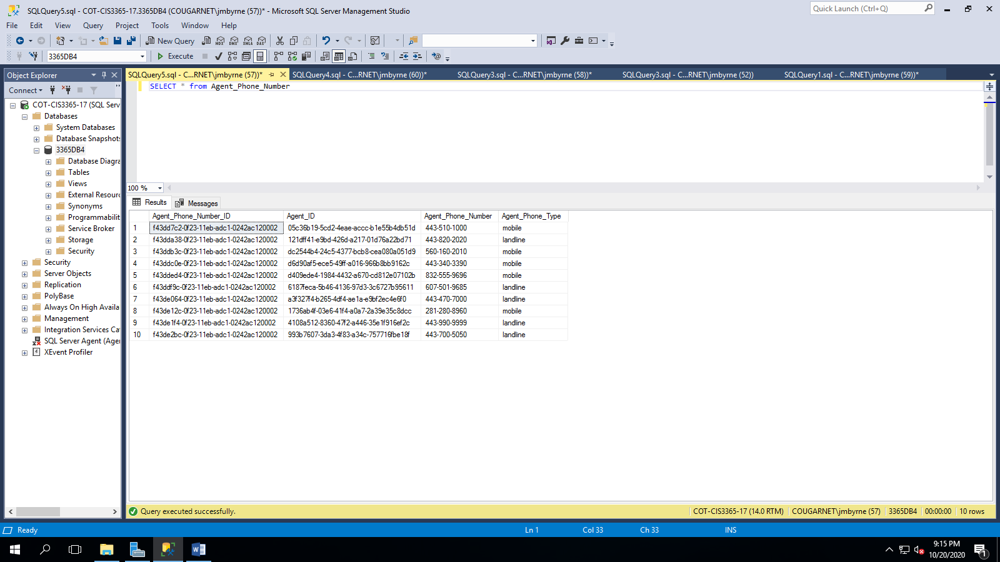 SQLQuery5.sql - COT-CIS3365-17.3365DB4 (COUGARNET\jmbyrne (57))* - Microsoft SQL Server Management Studio
Quick Launch (Ctrl+Q)
File Edit View Query Project Tools Window Help
New Query MDX DMX XMLA DAX
3365DB4 Execute
Object Explorer
SQLQuery5.sql - C...RNET\jmbyrne (57))* SQLQuery4.sql - C...RNET\jmbyrne (60))* SQLQuery3.sql - C...RNET\jmbyrne (58))* SQLQuery3.sql - C...RNET\jmbyrne (52)) SQLQuery1.sql - C...RNET\jmbyrne (59))*
Connect
SELECT * from Agent_Phone_Number
COT-CIS3365-17 (SQL Serv
Databases
System Databases
Database Snapshots
3365DB4
Database Diagra
Tables
Views
External Resourc
Synonyms
Programmabilit
Service Broker
Storage
Security
Security
Server Objects
Replication
PolyBase
Always On High Availa
Management
Integration Services Ca
SQL Server Agent (Agen
XEvent Profiler
100 %
Results Messages
Agent_Phone_Number_ID Agent_ID Agent_Phone_Number Agent_Phone_Type
1 f43dd7c2-0f23-11eb-adc1-0242ac120002 05c36b19-5cd2-4eae-accc-b1e55b4db51d 443-510-1000 mobile
2 f43dda38-0f23-11eb-adc1-0242ac120002 121dff41-e9bd-426d-a217-01d76a22bd71 443-820-2020 landline
3 f43ddb3c-0f23-11eb-adc1-0242ac120002 dc2544b4-24c5-4377-bcb8-cea080a051d9 560-160-2010 mobile
4 f43ddc0e-0f23-11eb-adc1-0242ac120002 d6d90af5-ece5-49ff-a016-966b8bb9162c 443-340-3390 mobile
5 f43dded4-0f23-11eb-adc1-0242ac120002 d409ede4-1984-4432-a670-cd812e07102b 832-555-9696 mobile
6 f43ddf9c-0f23-11eb-adc1-0242ac120002 6187feca-5b46-4136-97d3-3c6727b95611 607-501-9685 landline
7 f43de064-0f23-11eb-adc1-0242ac120002 a3f327f4-b265-4df4-ae1a-e9bf2ec4e6f0 443-470-7000 landline
8 f43de12c-0f23-11eb-adc1-0242ac120002 1736ab4f-03e6-41f4-a0a7-2a39e35c8dcc 281-280-8960 mobile
9 f43de1f4-0f23-11eb-adc1-0242ac120002 4108a512-8360-47f2-a446-35e1f916ef2c 443-990-9999 landline
10 f43de2bc-0f23-11eb-adc1-0242ac120002 993b7607-3da3-4f83-a34c-757716fbe18f 443-700-5050 landline
Query executed successfully. COT-CIS3365-17 (14.0 RTM) COUGARNET\jmbyrne (57) 3365DB4 00:00:00 10 rows
Ready Ln 1 Col 33 Ch 33 INS
9:15 PM
10/20/2020
1